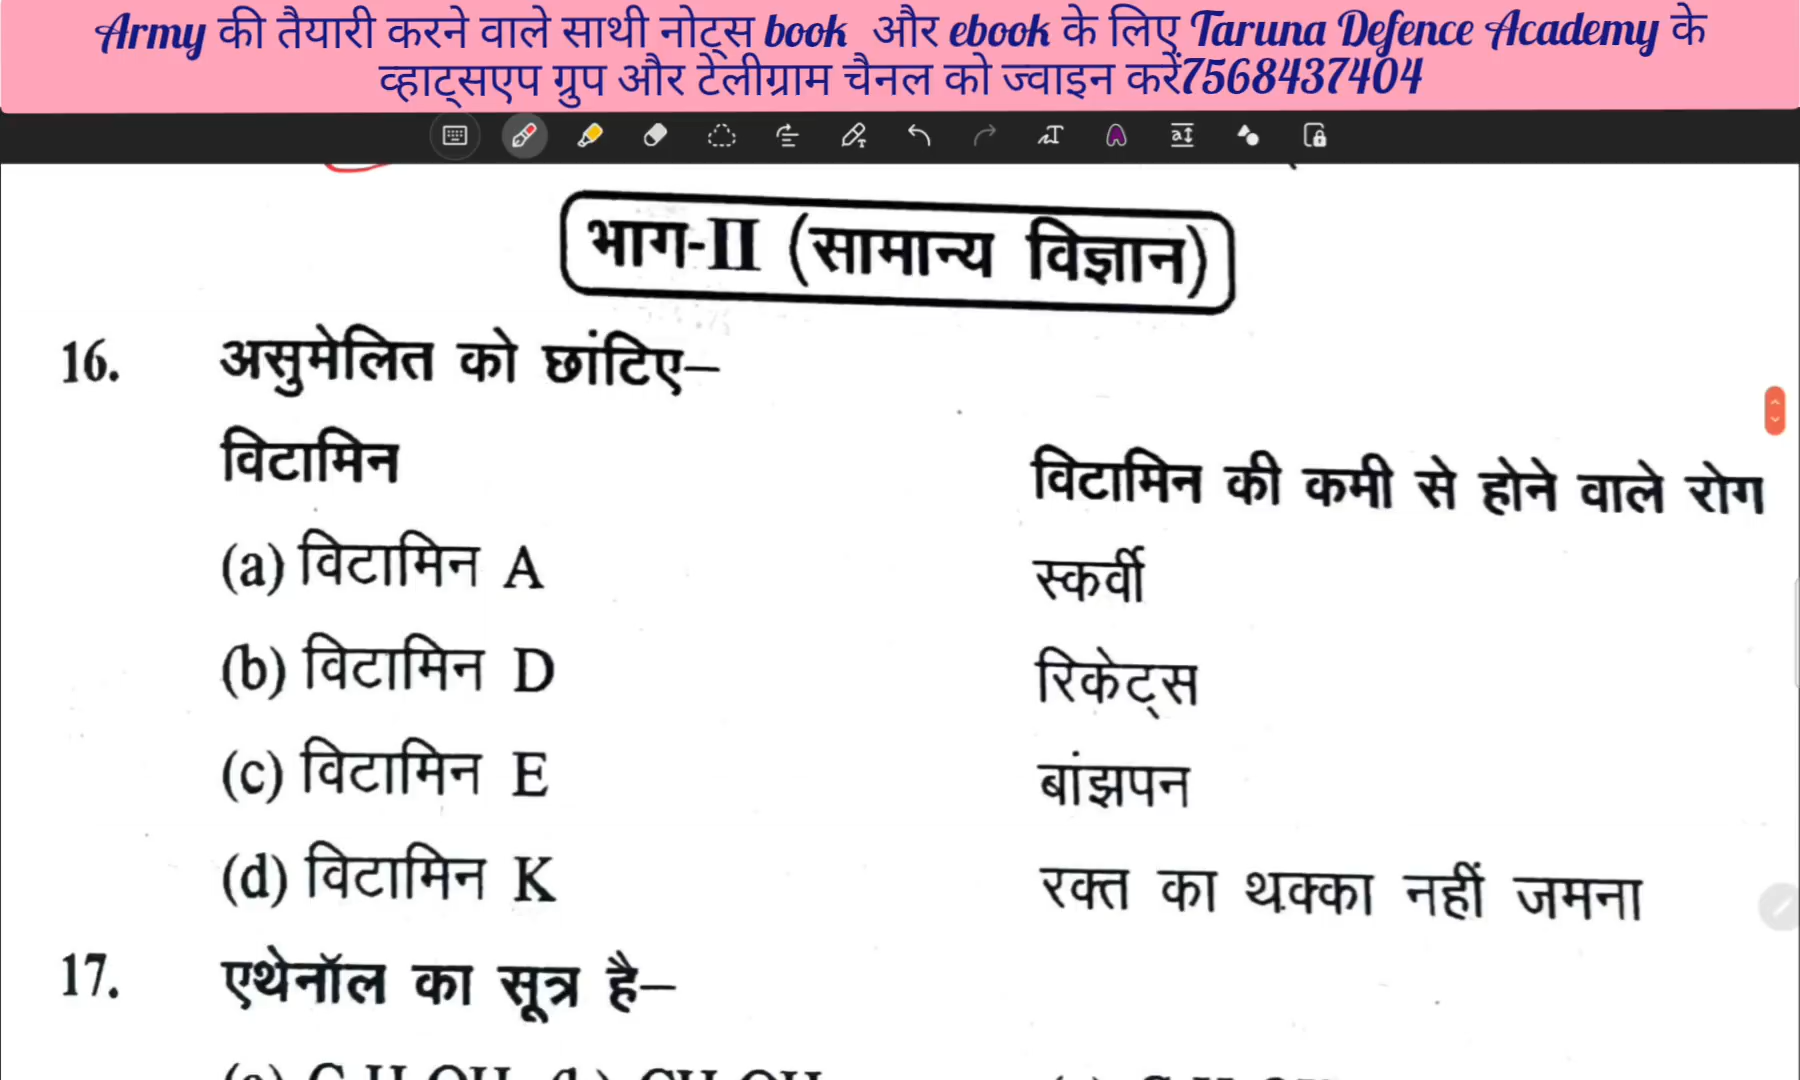 Army की तैयारी करने वाले साथी नोट्स book और ebook के लिए Taruna Defence Academy के
व्हाट्सएप ग्रुप और टेलीग्राम चैनल को ज्वाइन करें7568437404
भाग-II (सामान्य विज्ञान)
16. असुमेलित को छांटिए–
विटामिन विटामिन की कमी से होने वाले रोग
(a) विटामिन A स्कर्वी
(b) विटामिन D रिकेट्स
(c) विटामिन E बांझपन
(d) विटामिन K रक्त का थक्का नहीं जमना
17. एथेनॉल का सूत्र है–